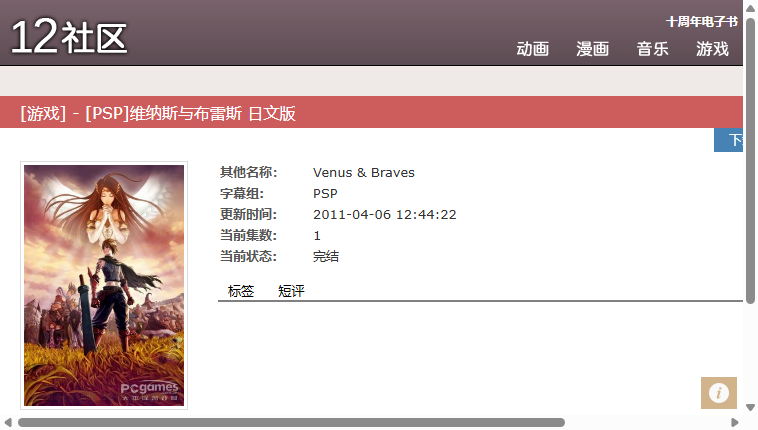 12社区
十周年电子书
动画 漫画 音乐 游戏
[游戏] - [PSP]维纳斯与布雷斯 日文版
下
其他名称: Venus & Braves
字幕组: PSP
更新时间: 2011-04-06 12:44:22
当前集数: 1
当前状态: 完结
标签 短评
PCgames
i